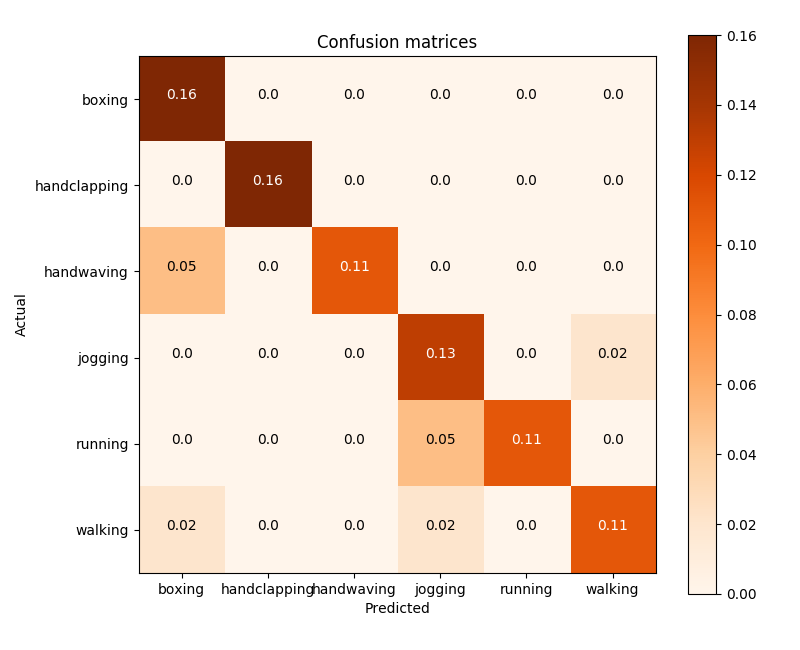 Confusion matrices
boxing 0.16 0.0 0.0 0.0 0.0 0.0
handclapping 0.0 0.16 0.0 0.0 0.0 0.0
handwaving 0.05 0.0 0.11 0.0 0.0 0.0
jogging 0.0 0.0 0.0 0.13 0.0 0.02
running 0.0 0.0 0.0 0.05 0.11 0.0
walking 0.02 0.0 0.0 0.02 0.0 0.11
boxing handclapping handwaving jogging running walking
Predicted
Actual
0.16
0.14
0.12
0.10
0.08
0.06
0.04
0.02
0.00